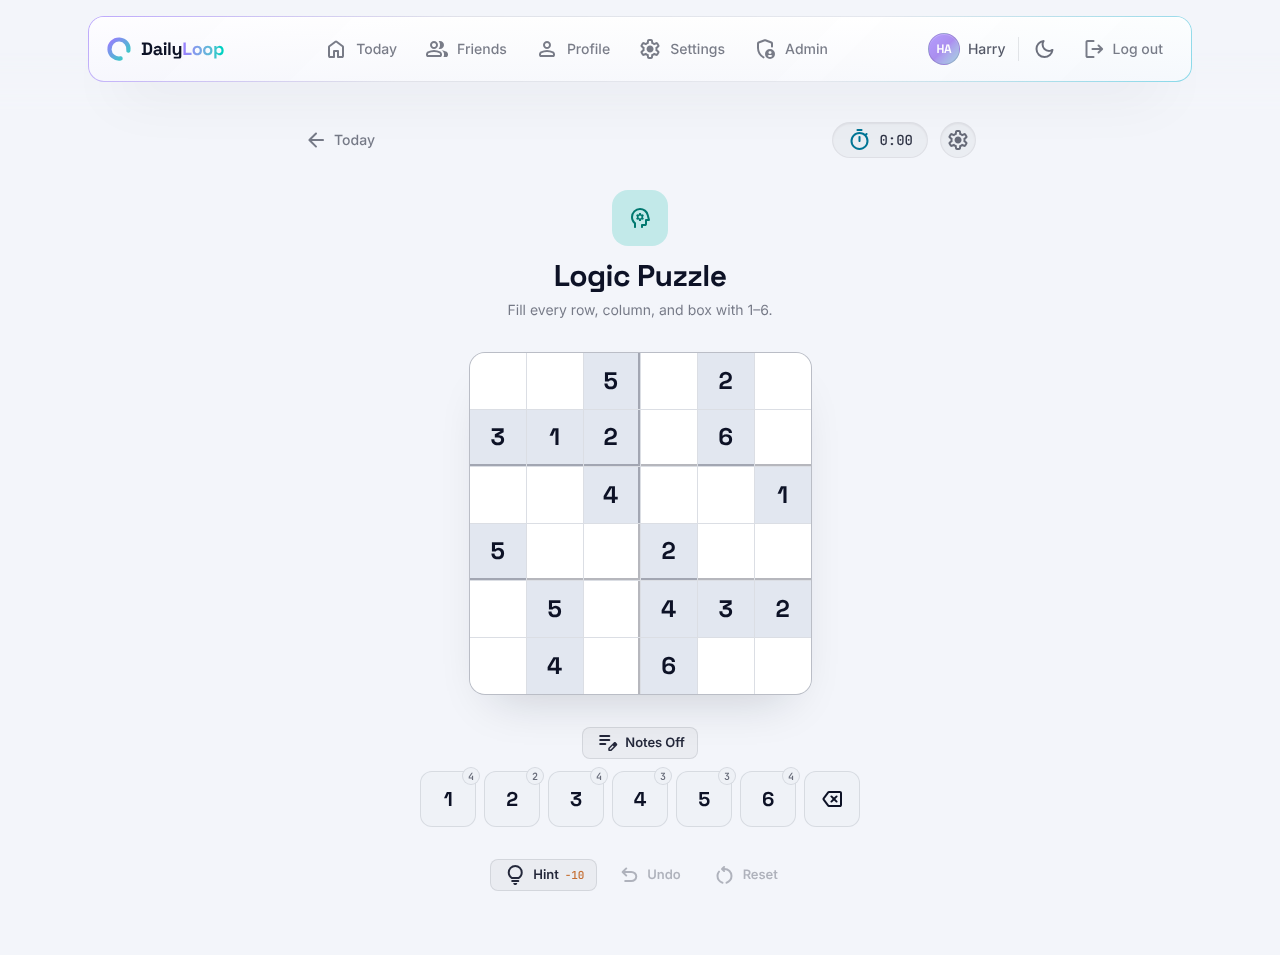 DailyLoop Today Friends Profile Settings Admin HA Harry Log out
Today 0:00
Logic Puzzle
Fill every row, column, and box with 1–6.
5 2
3 1 2 6
4 1
5 2
5 4 3 2
4 6
Notes Off
4 2 4 3 3 4
1 2 3 4 5 6
Hint -10 Undo Reset